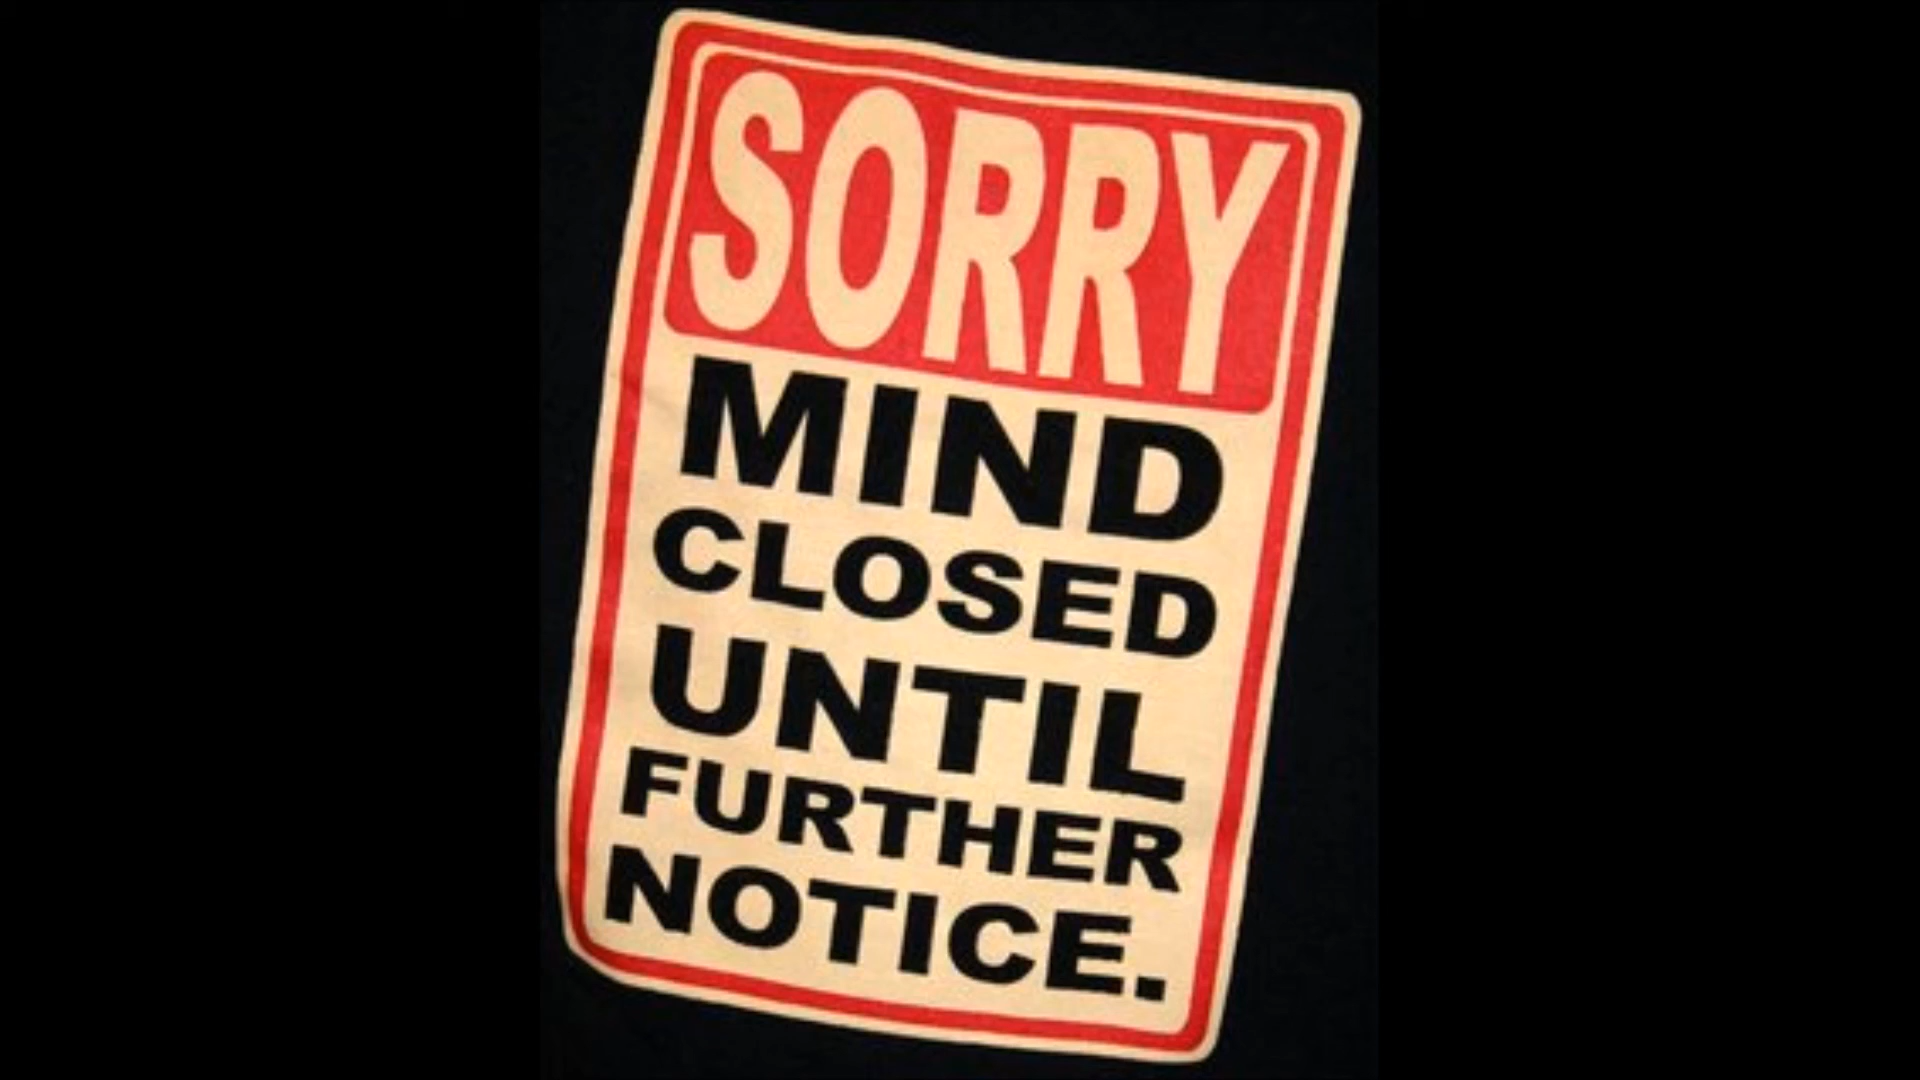 SORRY
MIND
CLOSED
UNTIL
FURTHER
NOTICE.